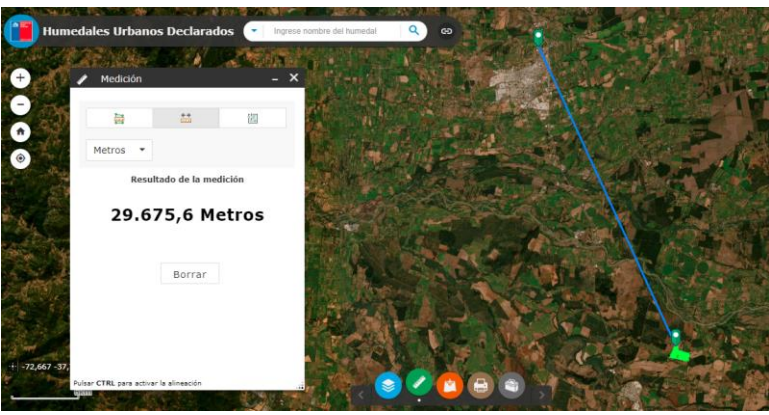 Humedales Urbanos Declarados
Ingrese nombre del humedal
Medición
Metros
Resultado de la medición
29.675,6 Metros
Borrar
-72,667 -37,
Pulsar CTRL para activar la alineación